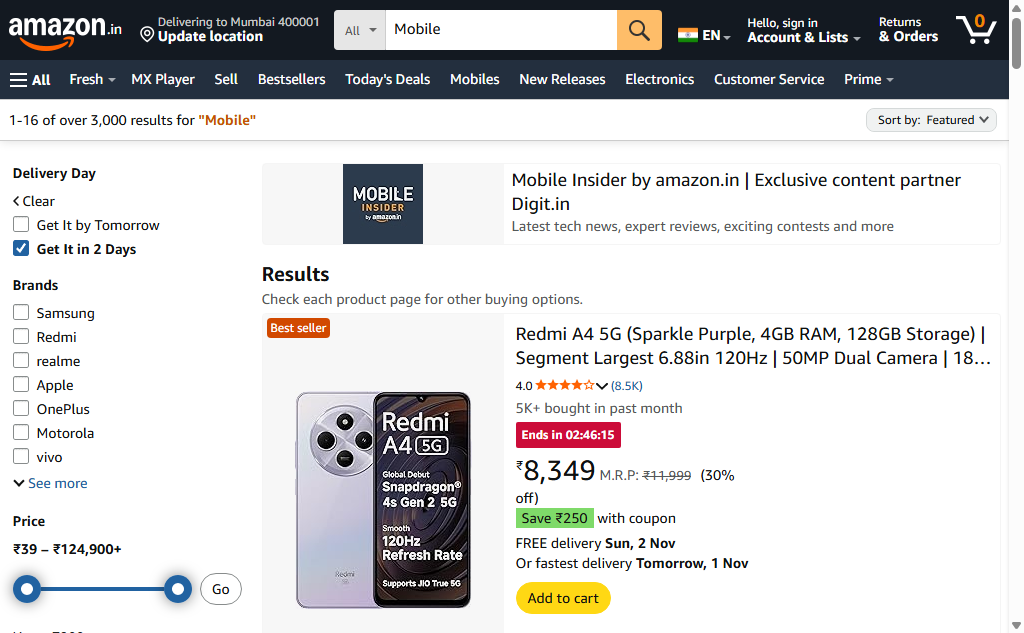 amazon.in
Delivering to Mumbai 400001
Update location
All
Mobile
EN
Hello, sign in
Account & Lists
Returns
& Orders
0
All
Fresh
MX Player
Sell
Bestsellers
Today's Deals
Mobiles
New Releases
Electronics
Customer Service
Prime
1-16 of over 3,000 results for "Mobile"
Sort by: Featured
Delivery Day
Clear
Get It by Tomorrow
Get It in 2 Days
Brands
Samsung
Redmi
realme
Apple
OnePlus
Motorola
vivo
See more
Price
₹39 – ₹124,900+
Go
MOBILE
INSIDER
by amazon.in
Mobile Insider by amazon.in | Exclusive content partner
Digit.in
Latest tech news, expert reviews, exciting contests and more
Results
Check each product page for other buying options.
Best seller
Redmi
A4 5G
Global Debut
Snapdragon®
4s Gen 2 5G
Smooth
120Hz
Refresh Rate
Supports JIO True 5G
Redmi
Redmi A4 5G (Sparkle Purple, 4GB RAM, 128GB Storage) |
Segment Largest 6.88in 120Hz | 50MP Dual Camera | 18…
4.0 (8.5K)
5K+ bought in past month
Ends in 02:46:15
₹8,349 M.R.P: ₹11,999 (30%
off)
Save ₹250 with coupon
FREE delivery Sun, 2 Nov
Or fastest delivery Tomorrow, 1 Nov
Add to cart